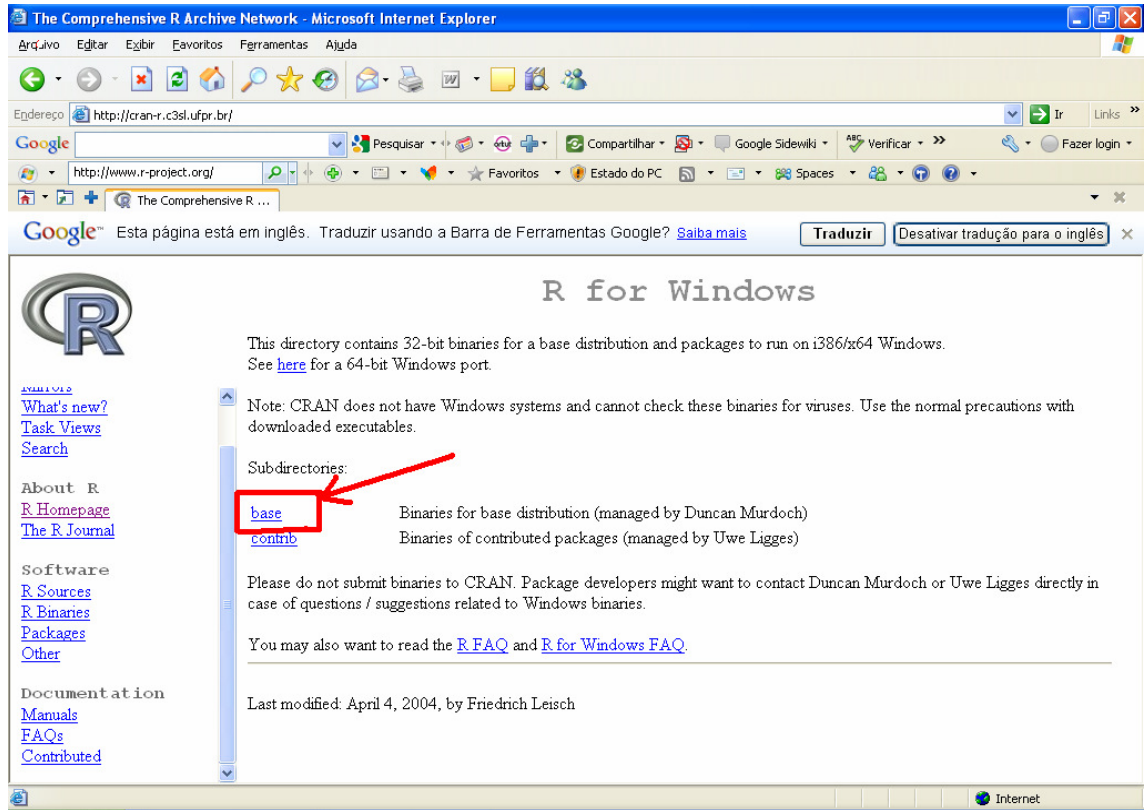 The Comprehensive R Archive Network - Microsoft Internet Explorer
Arquivo Editar Exibir Favoritos Ferramentas Ajuda
Endereço http://cran-r.c3sl.ufpr.br/ Ir Links »
Google Pesquisar ortu Compartilhar Google Sidewiki ABC Verificar » Fazer login
http://www.r-project.org/ Favoritos Estado do PC Spaces
The Comprehensive R ...
Google™ Esta página está em inglês. Traduzir usando a Barra de Ferramentas Google? Saiba mais Traduzir Desativar tradução para o inglês
R
R for Windows
This directory contains 32-bit binaries for a base distribution and packages to run on i386/x64 Windows.
See here for a 64-bit Windows port.
Note: CRAN does not have Windows systems and cannot check these binaries for viruses. Use the normal precautions with
downloaded executables.
Subdirectories:
base Binaries for base distribution (managed by Duncan Murdoch)
contrib Binaries of contributed packages (managed by Uwe Ligges)
Please do not submit binaries to CRAN. Package developers might want to contact Duncan Murdoch or Uwe Ligges directly in
case of questions / suggestions related to Windows binaries.
You may also want to read the R FAQ and R for Windows FAQ.
Last modified: April 4, 2004, by Friedrich Leisch
Mirrors
What's new?
Task Views
Search
About R
R Homepage
The R Journal
Software
R Sources
R Binaries
Packages
Other
Documentation
Manuals
FAQs
Contributed
Internet